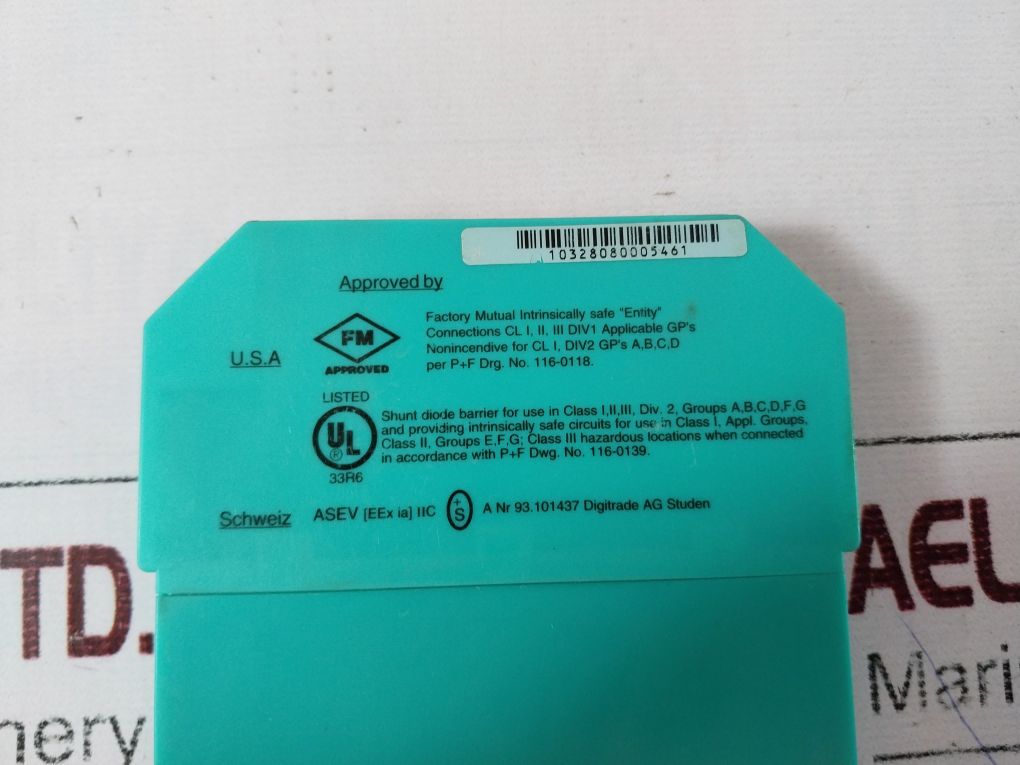 10328080005461
Approved by
U.S.A
FM
APPROVED
Factory Mutual Intrinsically safe "Entity"
Connections CL I, II, III DIV1 Applicable GP's
Nonincendive for CL I, DIV2 GP's A,B,C,D
per P+F Drg. No. 116-0118.
LISTED
UL
®
33R6
Shunt diode barrier for use in Class I,II,III, Div. 2, Groups A,B,C,D,F,G
and providing intrinsically safe circuits for use in Class I, Appl. Groups,
Class II, Groups E,F,G; Class III hazardous locations when connected
in accordance with P+F Dwg. No. 116-0139.
Schweiz
ASEV [EEx ia] IIC
+
S
A Nr 93.101437 Digitrade AG Studen
TD.
AEL
nery
Mari